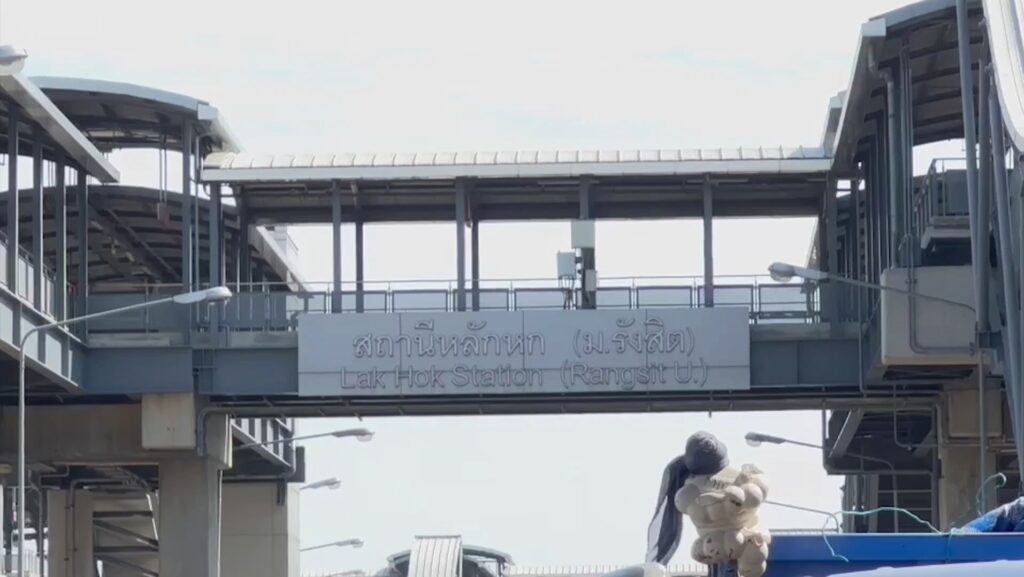 สถานีหลักหก (ม.รังสิต)
Lak Hok Station (Rangsit U.)